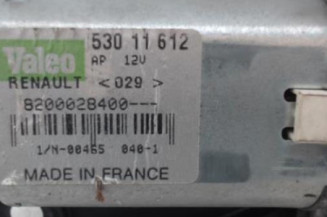 Valeo 530 11 612
AP 12V
RENAULT <029>
8200028400---
1/N-00465 040-1
MADE IN FRANCE